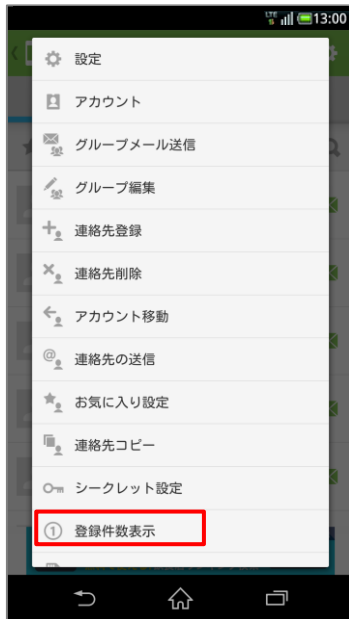 LTE 13:00
設定
アカウント
グループメール送信
グループ編集
連絡先登録
連絡先削除
アカウント移動
連絡先の送信
お気に入り設定
連絡先コピー
シークレット設定
登録件数表示